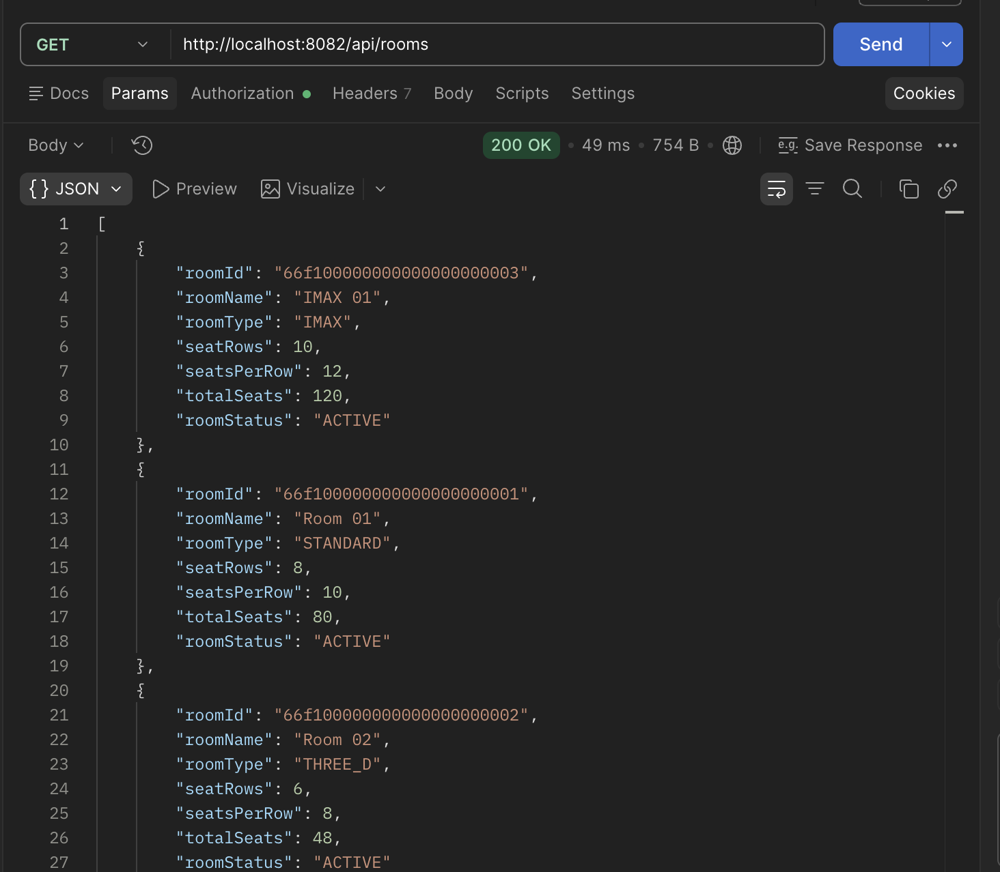 GET http://localhost:8082/api/rooms Send
Docs Params Authorization Headers 7 Body Scripts Settings Cookies
Body 200 OK • 49 ms • 754 B • e.g. Save Response
{ } JSON Preview Visualize
1 [
2 {
3 "roomId": "66f100000000000000000003",
4 "roomName": "IMAX 01",
5 "roomType": "IMAX",
6 "seatRows": 10,
7 "seatsPerRow": 12,
8 "totalSeats": 120,
9 "roomStatus": "ACTIVE"
10 },
11 {
12 "roomId": "66f100000000000000000001",
13 "roomName": "Room 01",
14 "roomType": "STANDARD",
15 "seatRows": 8,
16 "seatsPerRow": 10,
17 "totalSeats": 80,
18 "roomStatus": "ACTIVE"
19 },
20 {
21 "roomId": "66f100000000000000000002",
22 "roomName": "Room 02",
23 "roomType": "THREE_D",
24 "seatRows": 6,
25 "seatsPerRow": 8,
26 "totalSeats": 48,
27 "roomStatus": "ACTIVE"